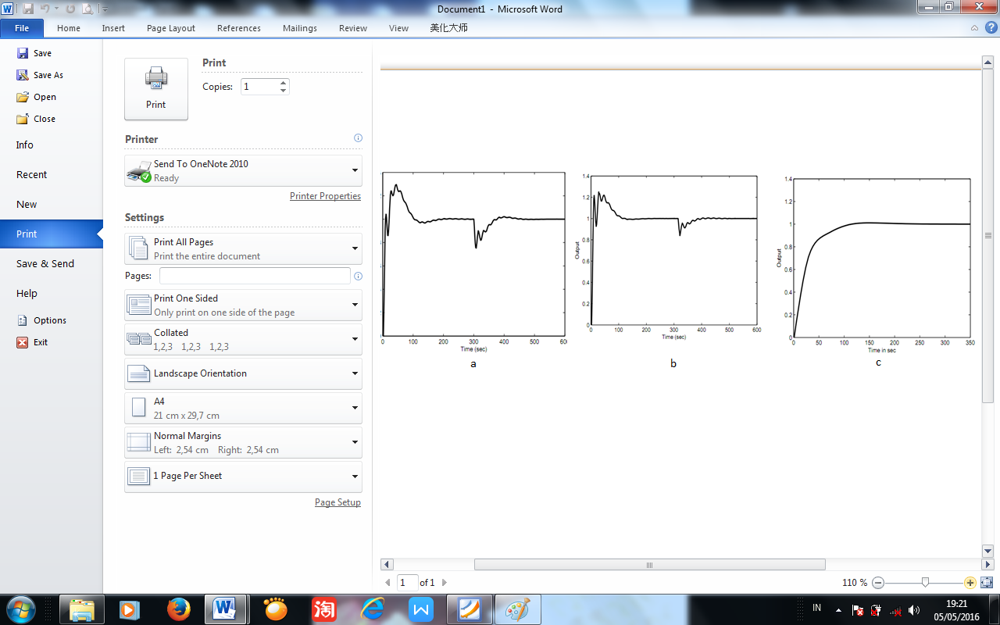 Document1 - Microsoft Word
File Home Insert Page Layout References Mailings Review View 美化大师
Save
Save As
Open
Close
Info
Recent
New
Print
Save & Send
Help
Options
Exit
Print
Print
Copies: 1
Printer
Send To OneNote 2010
Ready
Printer Properties
Settings
Print All Pages
Print the entire document
Pages:
Print One Sided
Only print on one side of the page
Collated
1,2,3 1,2,3 1,2,3
Landscape Orientation
A4
21 cm x 29,7 cm
Normal Margins
Left: 2,54 cm Right: 2,54 cm
1 Page Per Sheet
Page Setup
0 100 200 300 400 500
Time (sec)
a
Output
1.4
1.2
1
0.8
0.6
0.4
0.2
0
0 100 200 300 400 500 600
Time (sec)
b
Output
1.4
1.2
1
0.8
0.6
0.4
0.2
0
0 50 100 150 200 250 300 350
Time in sec
c
1 of 1
110 %
IN
19:21
05/05/2016